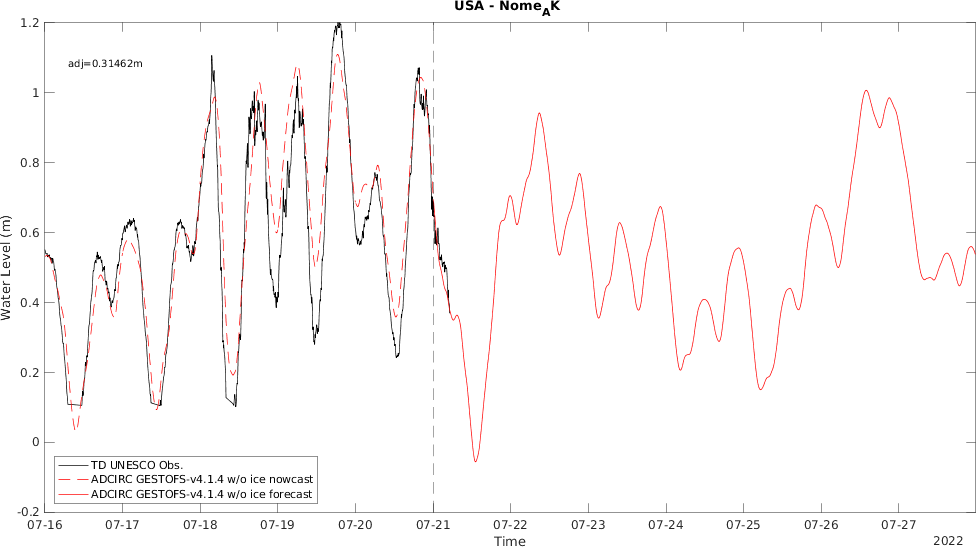 USA - Nome_AK
1.2
adj=0.31462m
1
0.8
0.6
0.4
0.2
0
-0.2
Water Level (m)
TD UNESCO Obs.
ADCIRC GESTOFS-v4.1.4 w/o ice nowcast
ADCIRC GESTOFS-v4.1.4 w/o ice forecast
07-16 07-17 07-18 07-19 07-20 07-21 07-22 07-23 07-24 07-25 07-26 07-27
Time
2022